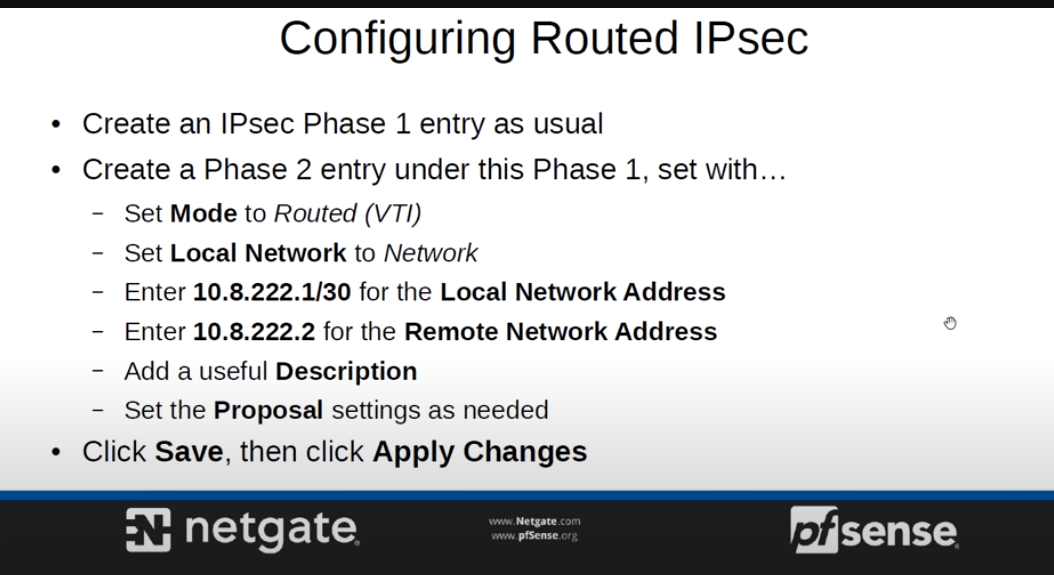 Configuring Routed IPsec
• Create an IPsec Phase 1 entry as usual
• Create a Phase 2 entry under this Phase 1, set with…
– Set Mode to Routed (VTI)
– Set Local Network to Network
– Enter 10.8.222.1/30 for the Local Network Address
– Enter 10.8.222.2 for the Remote Network Address
– Add a useful Description
– Set the Proposal settings as needed
• Click Save, then click Apply Changes
netgate®
www.Netgate.com
www.pfSense.org
pfsense®